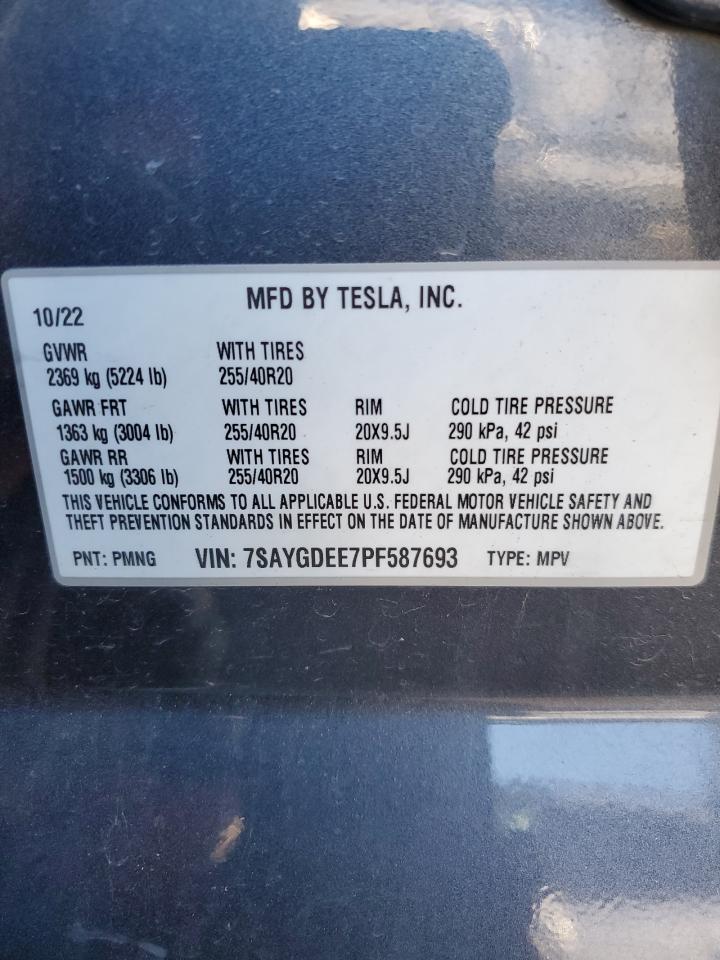 MFD BY TESLA, INC.
10/22
GVWR WITH TIRES
2369 kg (5224 lb) 255/40R20
GAWR FRT WITH TIRES RIM COLD TIRE PRESSURE
1363 kg (3004 lb) 255/40R20 20X9.5J 290 kPa, 42 psi
GAWR RR WITH TIRES RIM COLD TIRE PRESSURE
1500 kg (3306 lb) 255/40R20 20X9.5J 290 kPa, 42 psi
THIS VEHICLE CONFORMS TO ALL APPLICABLE U.S. FEDERAL MOTOR VEHICLE SAFETY AND
THEFT PREVENTION STANDARDS IN EFFECT ON THE DATE OF MANUFACTURE SHOWN ABOVE.
PNT: PMNG VIN: 7SAYGDEE7PF587693 TYPE: MPV